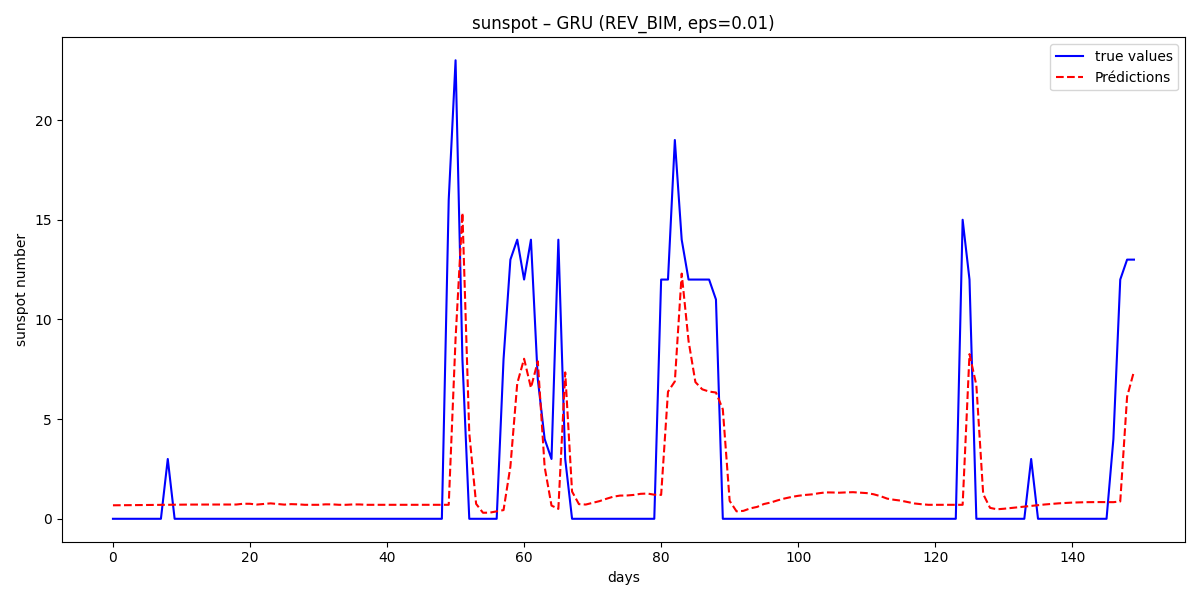 sunspot – GRU (REV_BIM, eps=0.01)
true values
Prédictions
sunspot number
20
15
10
5
0
0 20 40 60 80 100 120 140
days